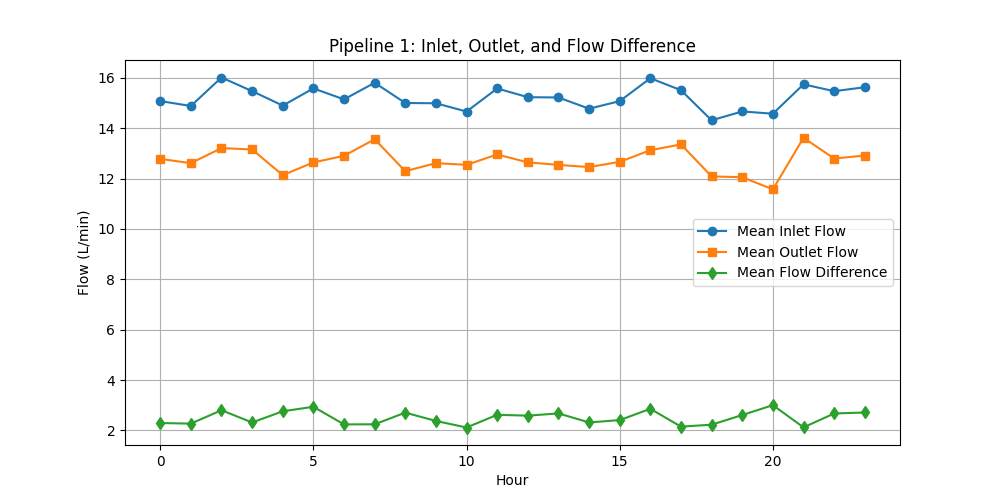 Pipeline 1: Inlet, Outlet, and Flow Difference
16
14
12
10
8
6
4
2
Flow (L/min)
Mean Inlet Flow
Mean Outlet Flow
Mean Flow Difference
0
5
10
15
20
Hour